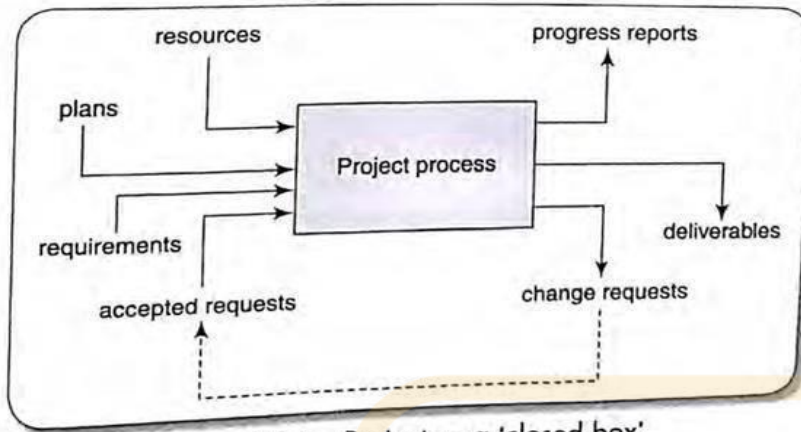 resources
progress reports
plans
Project process
requirements
deliverables
accepted requests
change requests
'closed box'